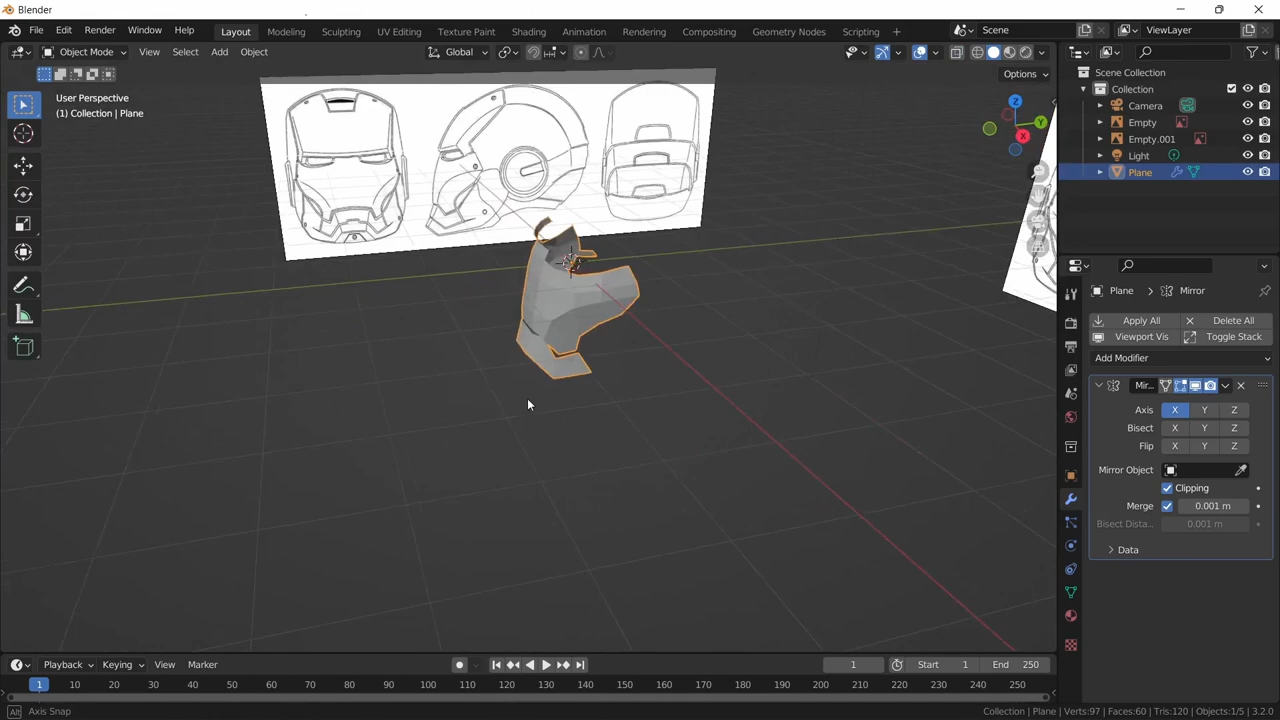 Blender
File Edit Render Window Help
Layout Modeling Sculpting UV Editing Texture Paint Shading Animation Rendering Compositing Geometry Nodes Scripting +
Scene
ViewLayer
Object Mode View Select Add Object
Global
Options
User Perspective
(1) Collection | Plane
X
Y
Z
Scene Collection
Collection
Camera
Empty
Empty.001
Light
Plane
Plane > Mirror
Apply All Delete All
Viewport Vis Toggle Stack
Add Modifier
Mir...
Axis X Y Z
Bisect X Y Z
Flip X Y Z
Mirror Object
Clipping
Merge 0.001 m
Bisect Dista... 0.001 m
Data
Playback Keying View Marker
1 Start 1 End 250
1 10 20 30 40 50 60 70 80 90 100 110 120 130 140 150 160 170 180 190 200 210 220 230 240 250
Alt Axis Snap
Collection | Plane | Verts:97 | Faces:60 | Tris:120 | Objects:1/5 | 3.2.0